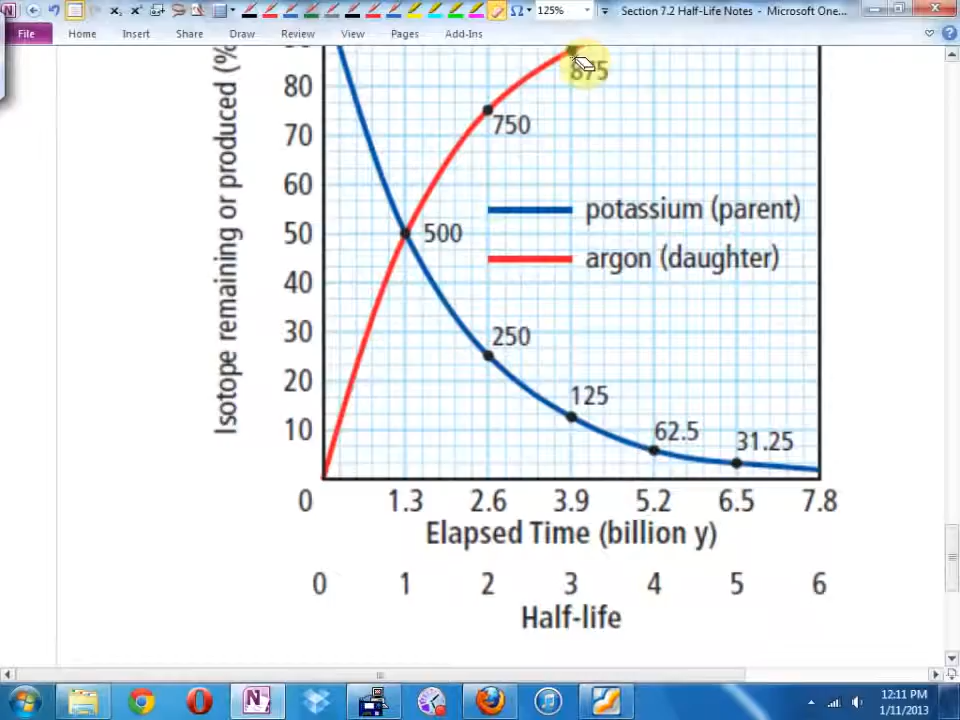 125%
Section 7.2 Half-Life Notes - Microsoft One...
File Home Insert Share Draw Review View Pages Add-Ins
Isotope remaining or produced (%
80
70
60
50
40
30
20
10
0
875
750
500
250
125
62.5
31.25
potassium (parent)
argon (daughter)
1.3 2.6 3.9 5.2 6.5 7.8
Elapsed Time (billion y)
0 1 2 3 4 5 6
Half-life
12:11 PM
1/11/2013